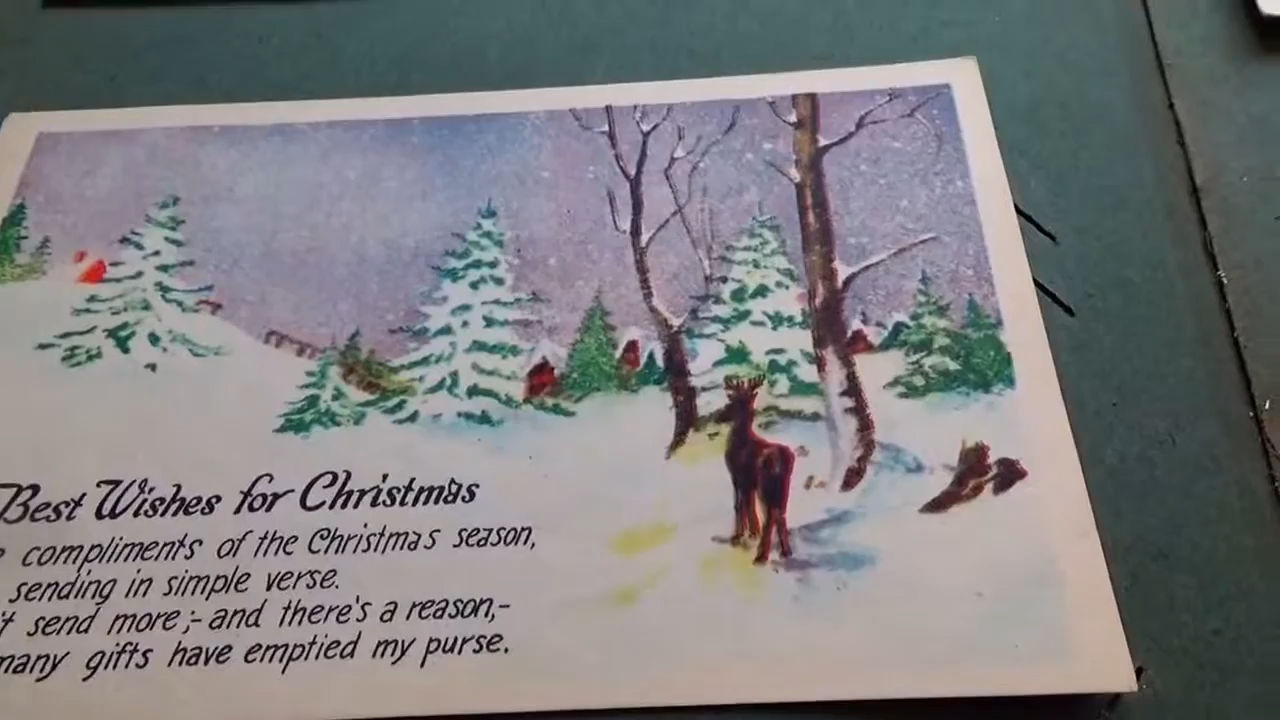 Best Wishes for Christmas
compliments of the Christmas season,
sending in simple verse.
send more;- and there's a reason,-
many gifts have emptied my purse.